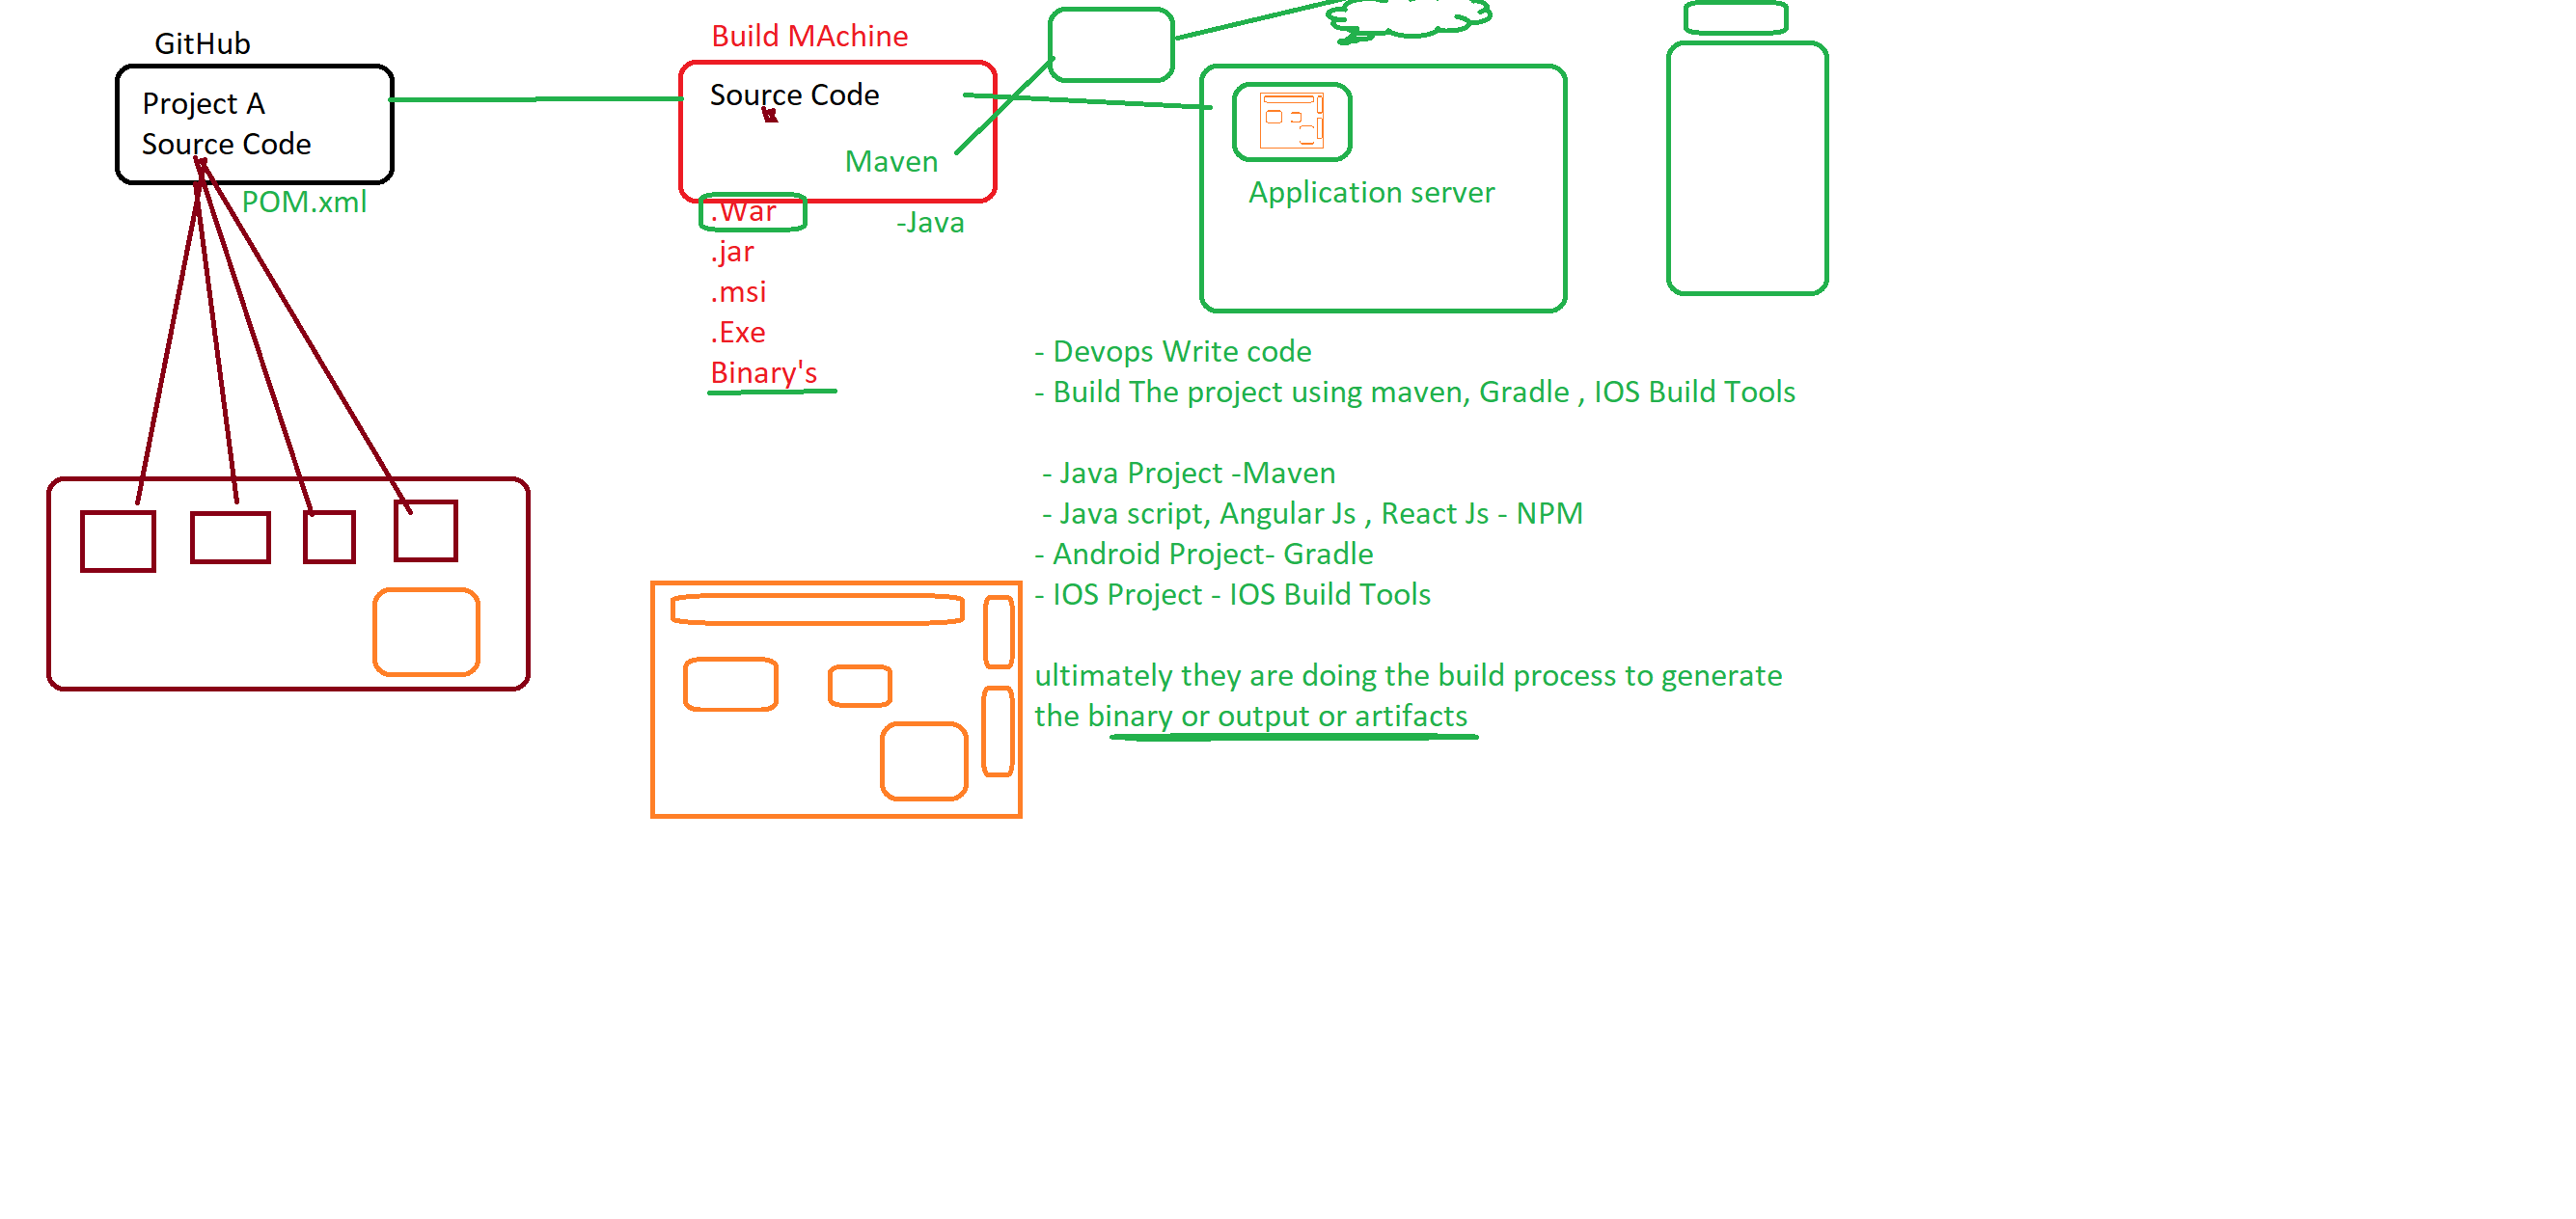 GitHub
Project A
Source Code
POM.xml
Build MAchine
Source Code
Maven
-Java
.War
.jar
.msi
.Exe
Binary's
Application server
- Devops Write code
- Build The project using maven, Gradle , IOS Build Tools
- Java Project -Maven
- Java script, Angular Js , React Js - NPM
- Android Project- Gradle
- IOS Project - IOS Build Tools
ultimately they are doing the build process to generate
the binary or output or artifacts